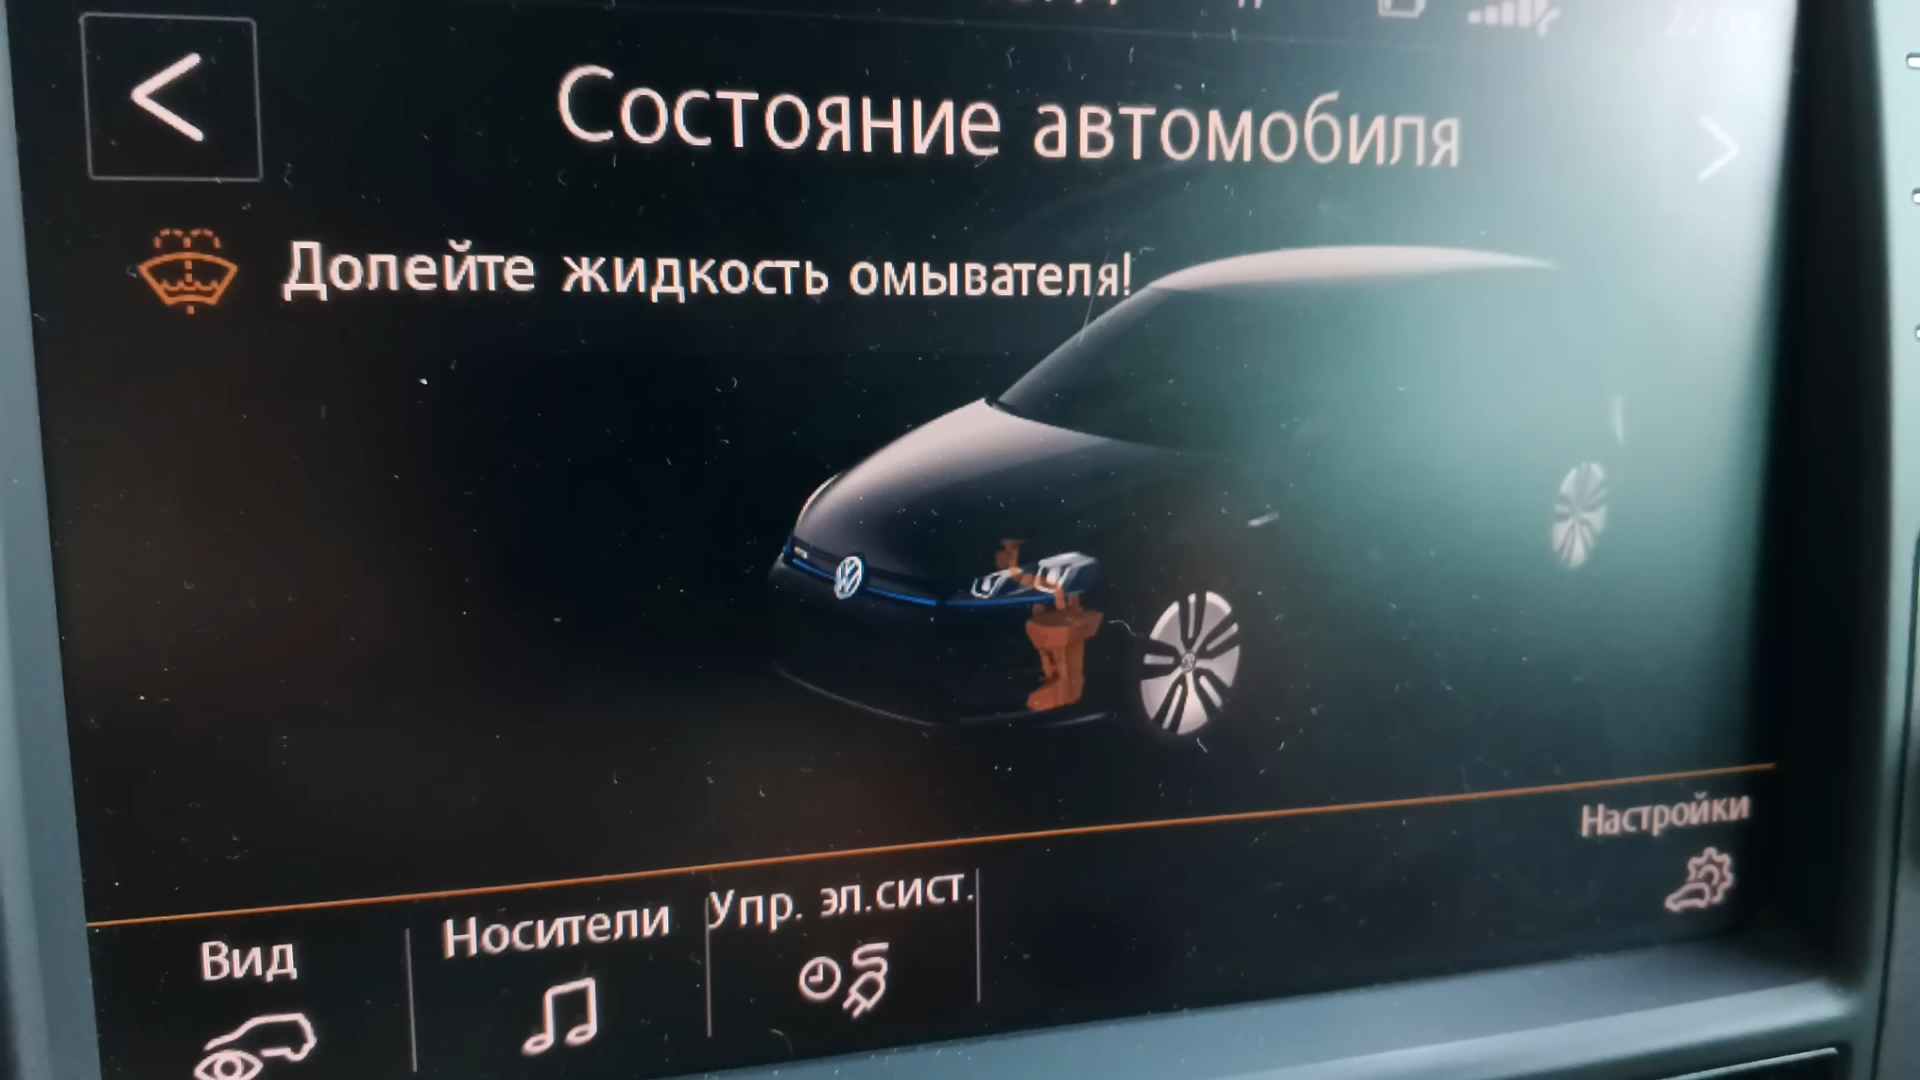 Состояние автомобиля
Долейте жидкость омывателя!
Настройки
Вид
Носители
Упр. эл.сист.